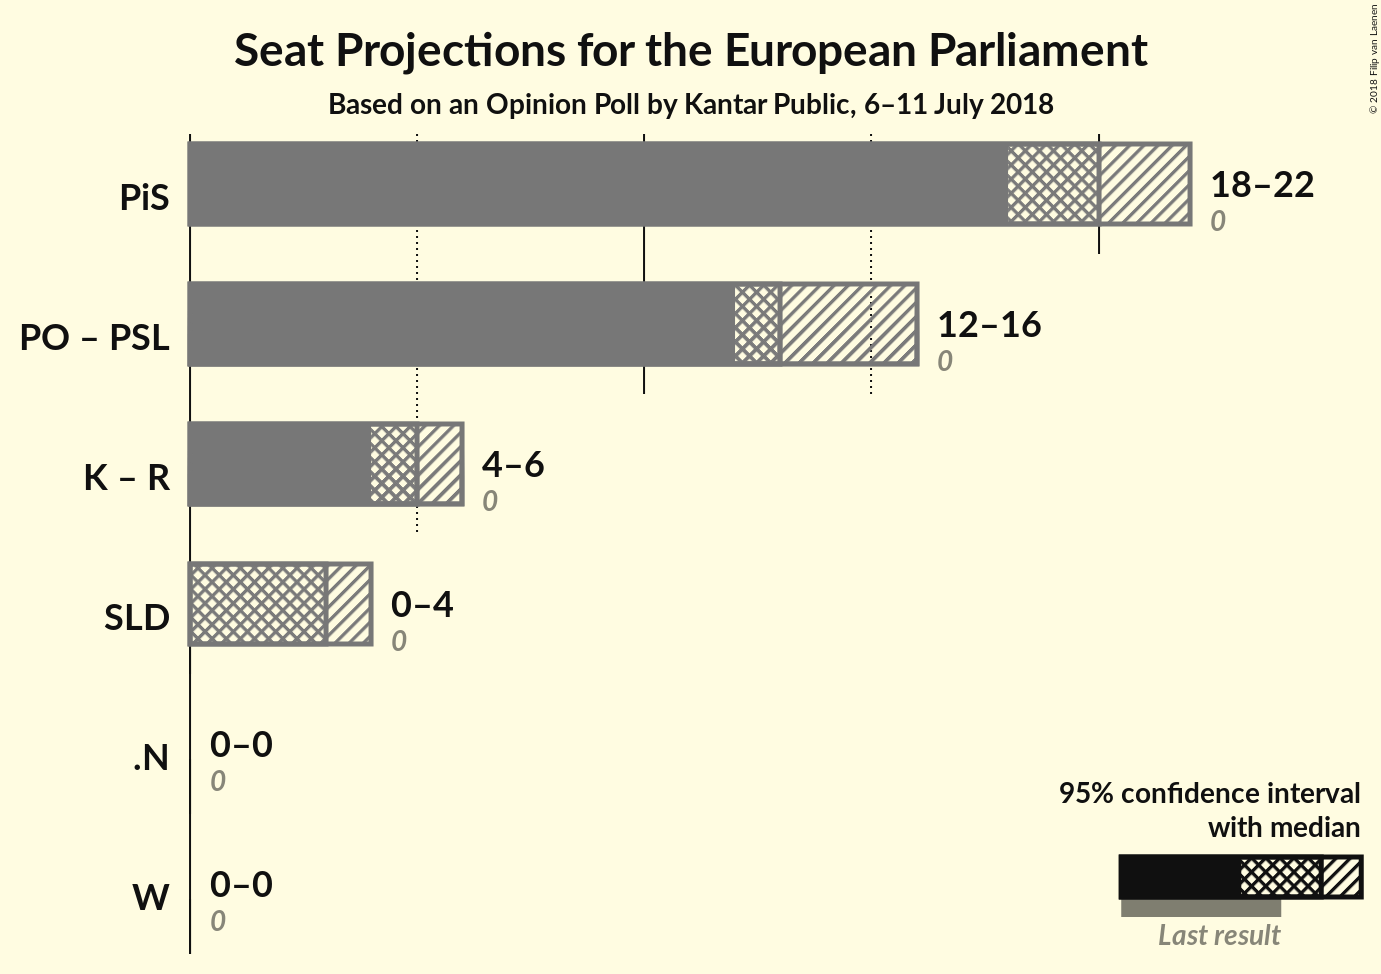 Seat Projections for the European Parliament
Based on an Opinion Poll by Kantar Public, 6–11 July 2018
© 2018 Filip van Laenen
PiS
18–22
0
PO – PSL
12–16
0
K – R
4–6
0
SLD
0–4
0
.N
0–0
0
W
0–0
0
95% confidence interval
with median
Last result